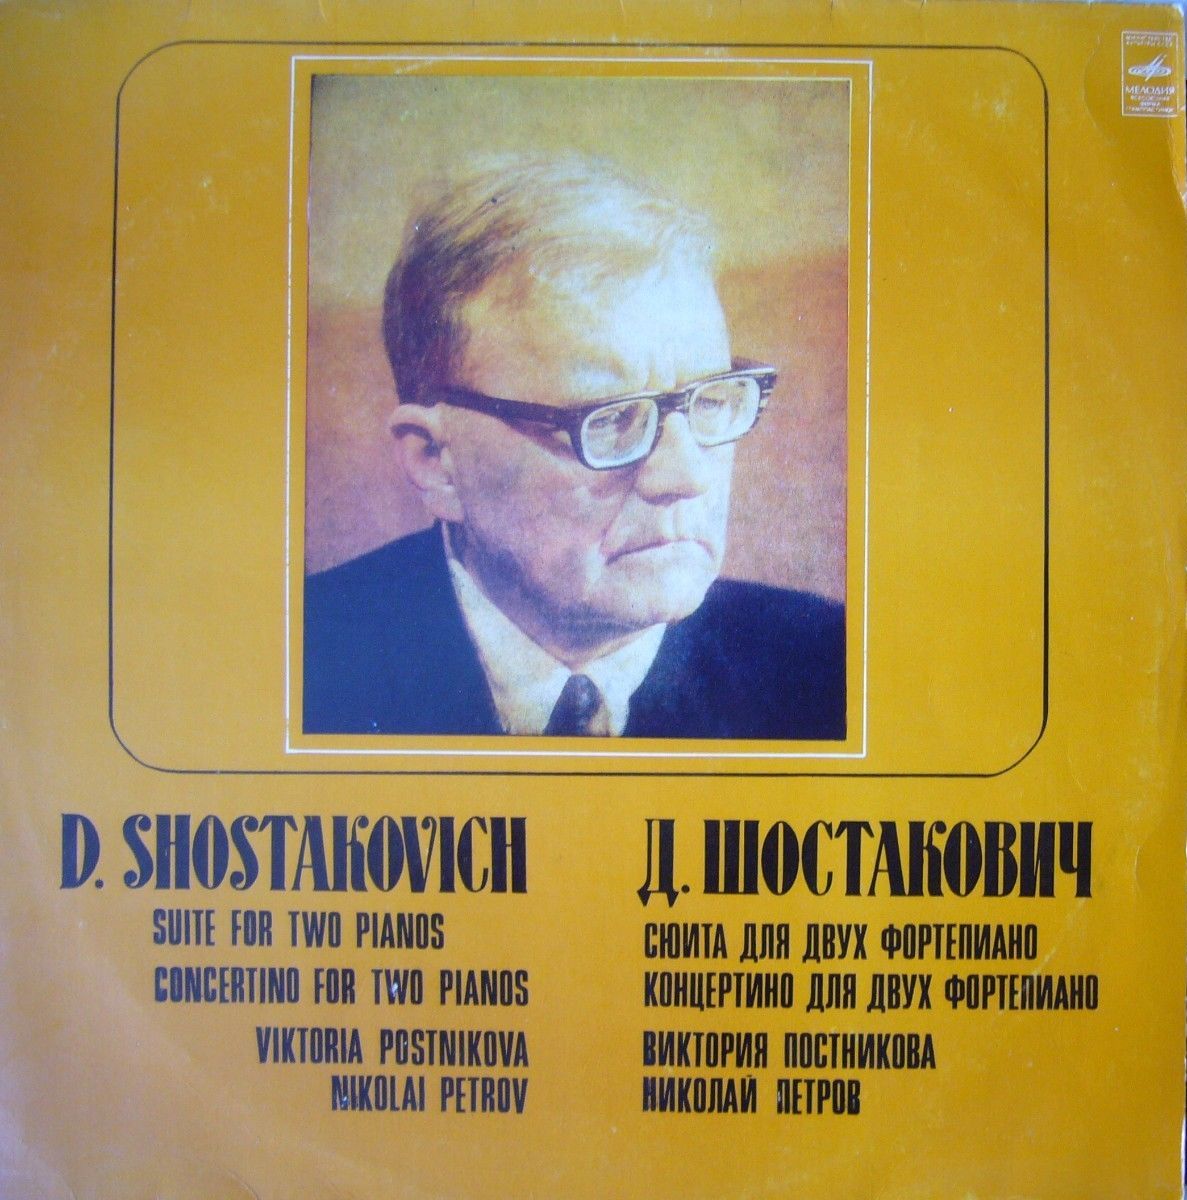 МЕЛОДИЯ
D. SHOSTAKOVICH
SUITE FOR TWO PIANOS
CONCERTINO FOR TWO PIANOS
VIKTORIA POSTNIKOVA
NIKOLAI PETROV
Д. ШОСТАКОВИЧ
СЮИТА ДЛЯ ДВУХ ФОРТЕПИАНО
КОНЦЕРТИНО ДЛЯ ДВУХ ФОРТЕПИАНО
ВИКТОРИЯ ПОСТНИКОВА
НИКОЛАЙ ПЕТРОВ